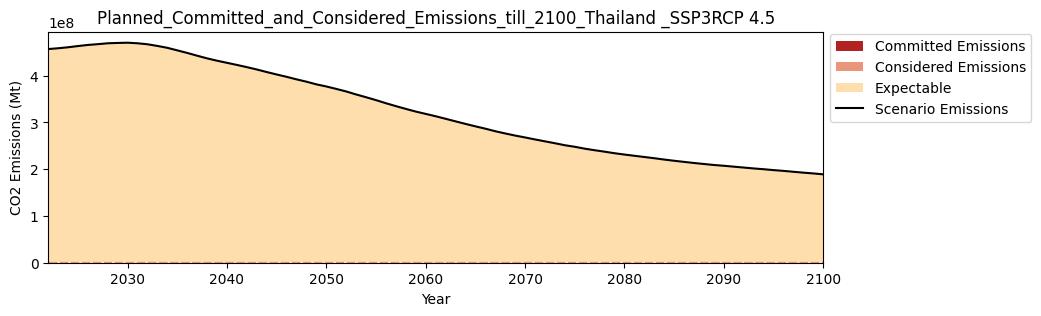 Planned_Committed_and_Considered_Emissions_till_2100_Thailand _SSP3RCP 4.5
1e8
CO2 Emissions (Mt)
4
3
2
1
0
2030 2040 2050 2060 2070 2080 2090 2100
Year
Committed Emissions
Considered Emissions
Expectable
Scenario Emissions